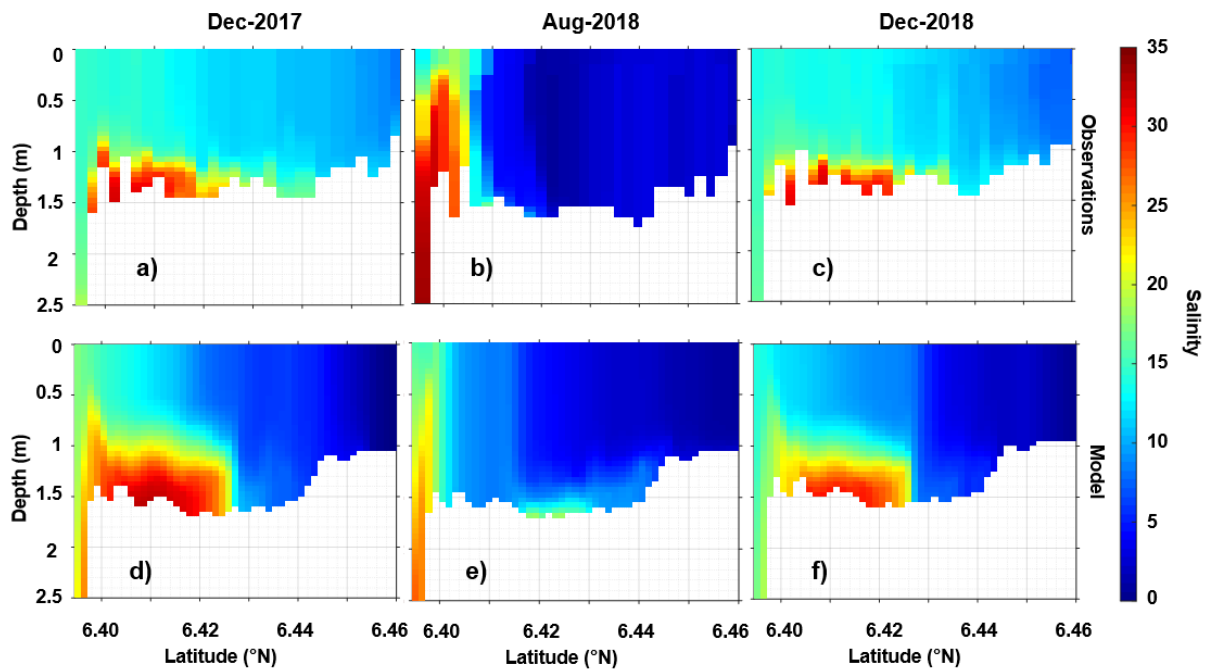 Dec-2017 Aug-2018 Dec-2018
0
0.5
1
1.5
2
2.5
Depth (m)
a)
b)
c)
Observations
0
0.5
1
1.5
2
2.5
Depth (m)
d)
e)
f)
Model
6.40 6.42 6.44 6.46 6.40 6.42 6.44 6.46 6.40 6.42 6.44 6.46
Latitude (°N) Latitude (°N) Latitude (°N)
35
30
25
20
15
10
5
0
Salinity